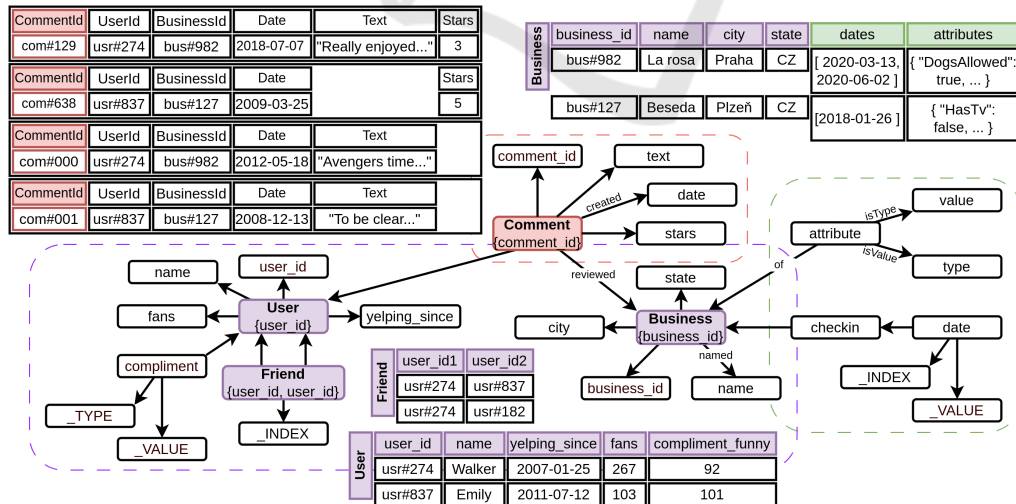 CommentId UserId BusinessId Date Text Stars
com#129 usr#274 bus#982 2018-07-07 "Really enjoyed..." 3
CommentId UserId BusinessId Date Stars
com#638 usr#837 bus#127 2009-03-25 5
CommentId UserId BusinessId Date Text
com#000 usr#274 bus#982 2012-05-18 "Avengers time..."
CommentId UserId BusinessId Date Text
com#001 usr#837 bus#127 2008-12-13 "To be clear..."
Business
business_id name city state dates attributes
bus#982 La rosa Praha CZ [ 2020-03-13, { "DogsAllowed":
2020-06-02 ] true, ... }
bus#127 Beseda Plzeň CZ [2018-01-26 ] { "HasTv":
false, ... }
comment_id
text
created
date
Comment
{comment_id}
stars
reviewed
value
isType
attribute
isValue
type
of
name
user_id
fans
User
{user_id}
yelping_since
compliment
Friend
{user_id, user_id}
_TYPE
_VALUE
_INDEX
state
city
Business
{business_id}
named
business_id
name
checkin
date
_INDEX
_VALUE
Friend
user_id1 user_id2
usr#274 usr#837
usr#274 usr#182
User
user_id name yelping_since fans compliment_funny
usr#274 Walker 2007-01-25 267 92
usr#837 Emily 2011-07-12 103 101